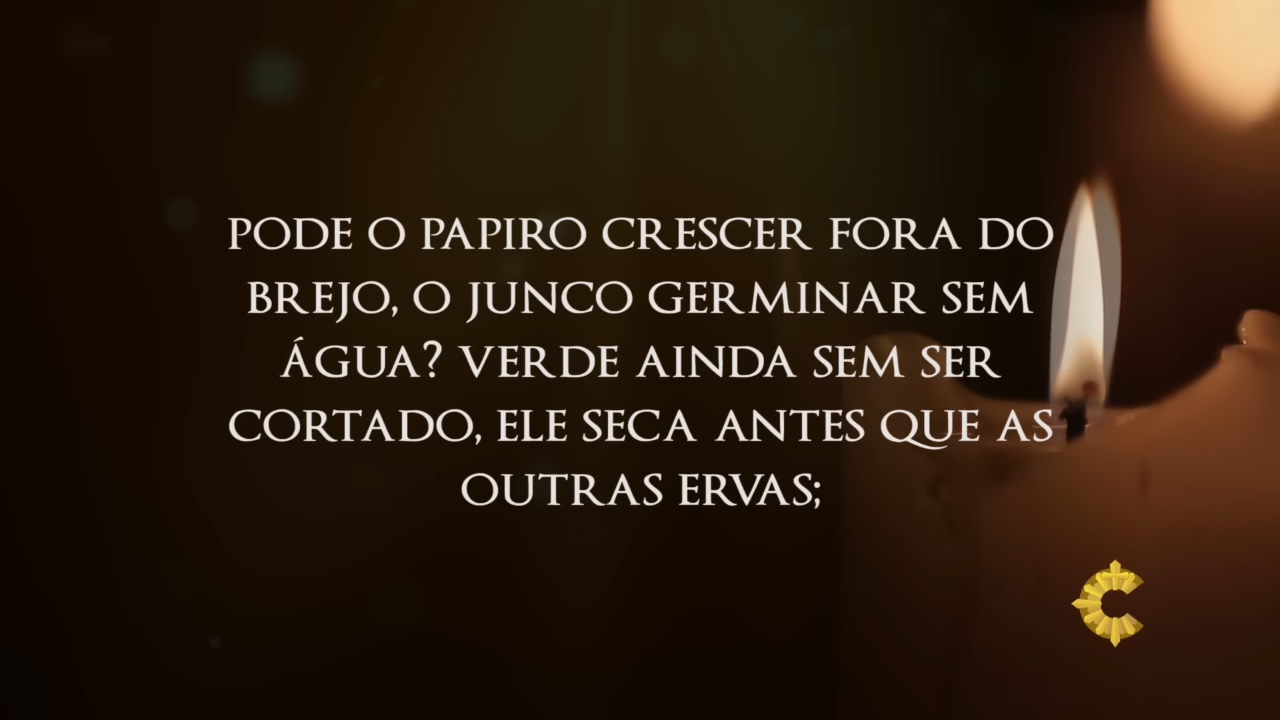 PODE O PAPIRO CRESCER FORA DO
BREJO, O JUNCO GERMINAR SEM
ÁGUA? VERDE AINDA SEM SER
CORTADO, ELE SECA ANTES QUE AS
OUTRAS ERVAS;